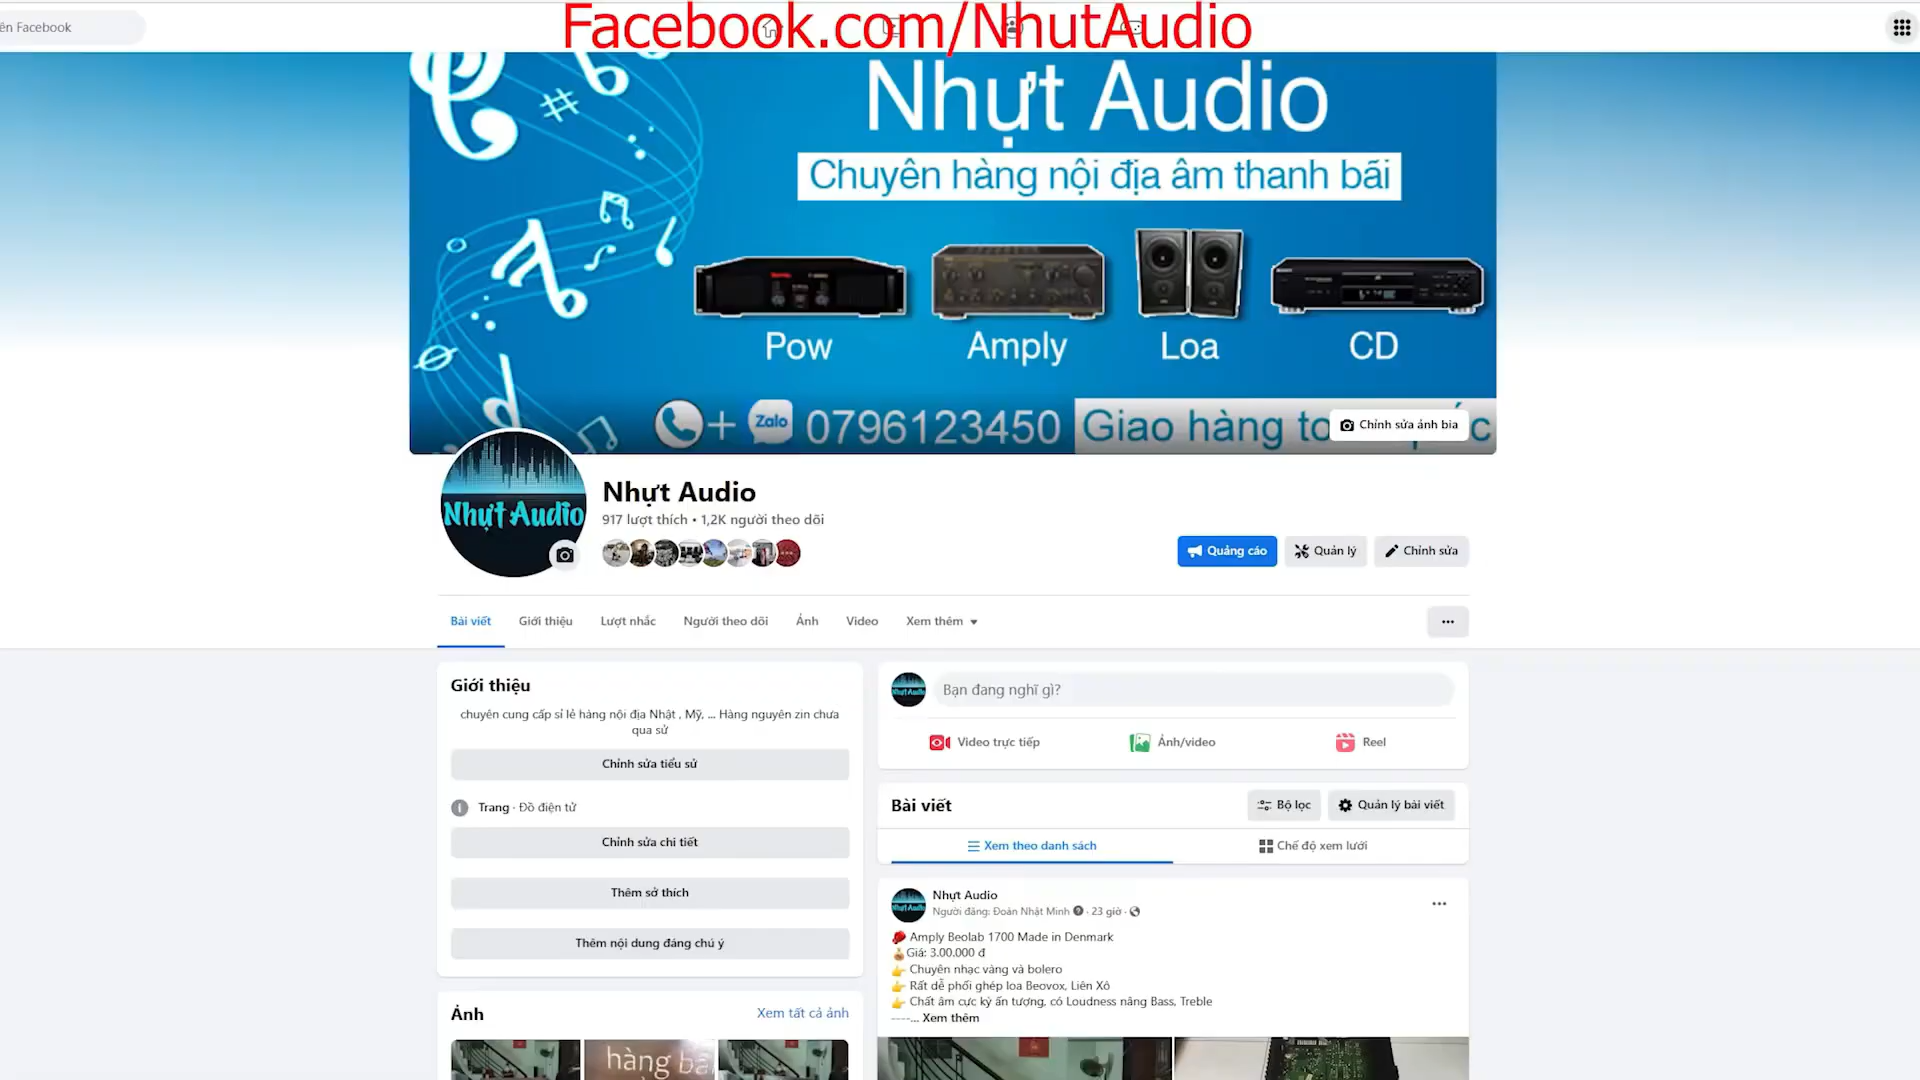 Facebook.com/NhutAudio
ên Facebook
Nhựt Audio
Chuyên hàng nội địa âm thanh bãi
Pow
Amply
Loa
CD
+ Zalo 0796123450
Giao hàng to
c
Chỉnh sửa ảnh bìa
Nhựt Audio
Nhựt Audio
917 lượt thích • 1,2K người theo dõi
Quảng cáo
Quản lý
Chỉnh sửa
Bài viết
Giới thiệu
Lượt nhắc
Người theo dõi
Ảnh
Video
Xem thêm
Giới thiệu
chuyên cung cấp sỉ lẻ hàng nội địa Nhật , Mỹ, ... Hàng nguyên zin chưa
qua sử
Chỉnh sửa tiểu sử
Trang · Đồ điện tử
Chỉnh sửa chi tiết
Thêm sở thích
Thêm nội dung đáng chú ý
Ảnh
Xem tất cả ảnh
hàng bã
Nhựt Audio
Bạn đang nghĩ gì?
Video trực tiếp
Ảnh/video
Reel
Bài viết
Bộ lọc
Quản lý bài viết
Xem theo danh sách
Chế độ xem lưới
Nhựt Audio
Nhựt Audio
Người đăng: Đoàn Nhật Minh · 23 giờ ·
Amply Beolab 1700 Made in Denmark
Giá: 3.00.000 đ
Chuyên nhạc vàng và bolero
Rất dễ phối ghép loa Beovox, Liên Xô
Chất âm cực kỳ ấn tượng, có Loudness nâng Bass, Treble
----... Xem thêm